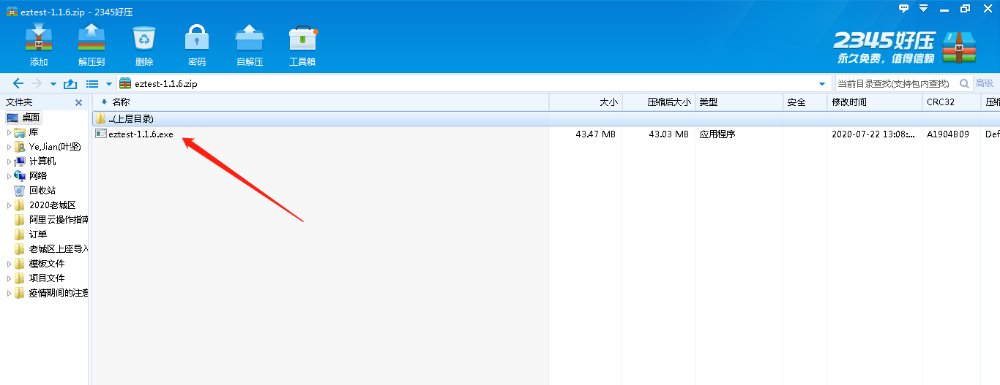 eztest-1.1.6.zip - 2345好压
添加 解压到 删除 密码 自解压 工具箱
2345好压
永久免费，值得信赖
eztest-1.1.6.zip 当前目录查找(支持包内查找) 高级
文件夹 名称 大小 压缩后大小 类型 安全 修改时间 CRC32 压缩
桌面 ..(上层目录)
库 eztest-1.1.6.exe 43.47 MB 43.03 MB 应用程序 2020-07-22 13:08:... A1904B09 Def
Ye,Jian(叶坚)
计算机
网络
回收站
2020老城区
阿里云操作指南
订单
老城区上座导入
模板文件
项目文件
疫情期间的注意